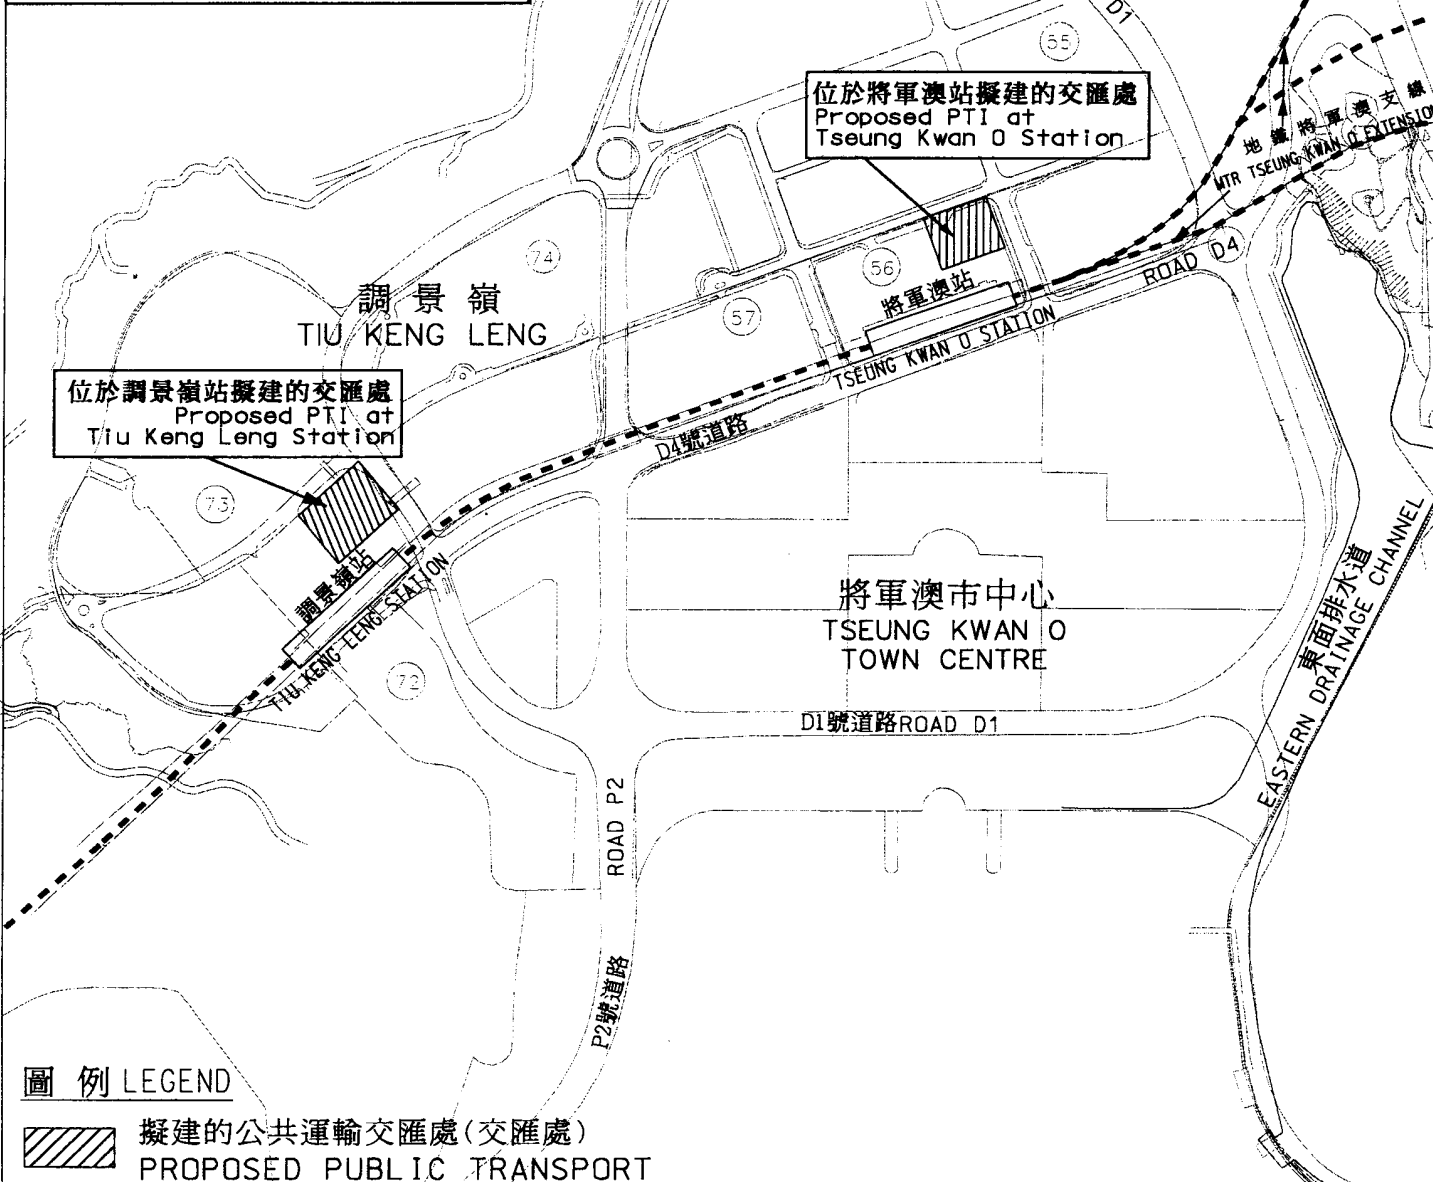 D1
55
位於將軍澳站擬建的交匯處
Proposed PTI at
Tseung Kwan O Station
地鐵將軍澳支線
MTR TSEUNG KWAN O EXTENSION
74
56
ROAD D4
調景嶺
TIU KENG LENG
將軍澳站
57
TSEUNG KWAN O STATION
位於調景嶺站擬建的交匯處
Proposed PTI at
Tiu Keng Leng Station
D4號道路
73
調景嶺站
TIU KENG LENG STATION
72
將軍澳市中心
TSEUNG KWAN O
TOWN CENTRE
東面排水道
EASTERN DRAINAGE CHANNEL
D1號道路ROAD D1
ROAD P2
P2號道路
圖例 LEGEND
擬建的公共運輸交匯處(交匯處)
PROPOSED PUBLIC TRANSPORT